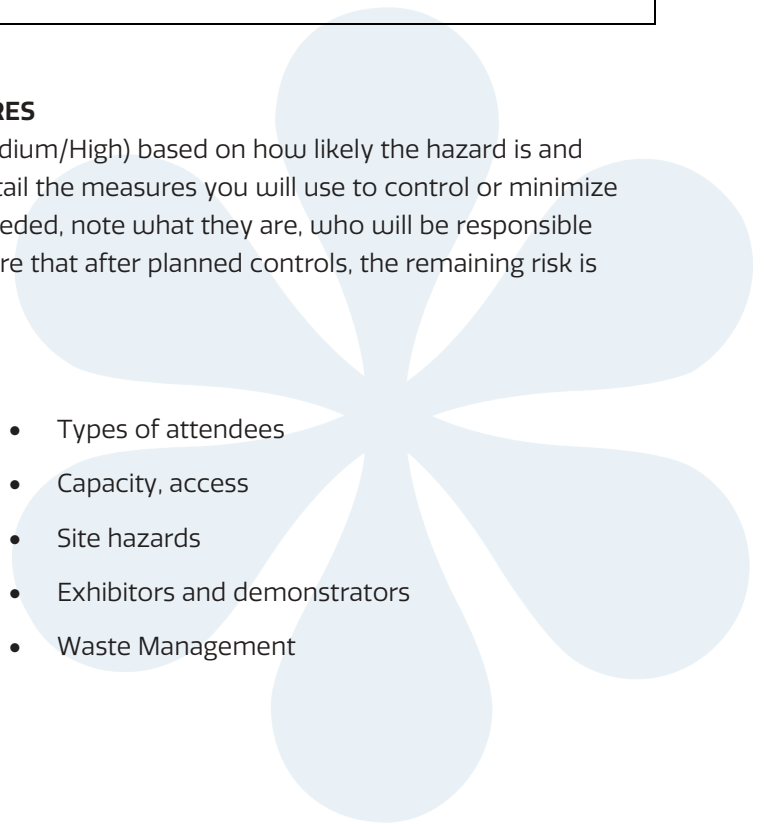 RES
dium/High) based on how likely the hazard is and
tail the measures you will use to control or minimize
eded, note what they are, who will be responsible
re that after planned controls, the remaining risk is
• Types of attendees
• Capacity, access
• Site hazards
• Exhibitors and demonstrators
• Waste Management